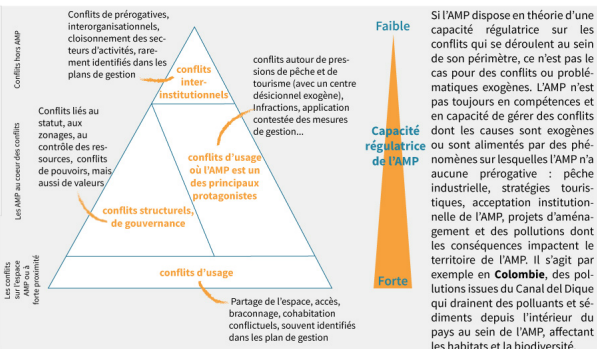 Conflits hors AMP
Conflits de prérogatives,
interorganisationnels,
cloisonnement des sec-
teurs d'activités, rare-
ment identifiés dans les
plans de gestion
conflits
inter-
institutionnels
conflits autour de pres-
sions de pêche et de
tourisme (avec un centre
désicionnel exogène),
Infractions, application
contestée des mesures
de gestion...
Les AMP au coeur des conflits
Conflits liés au
statut, aux
zonages, au
contrôle des res-
sources, conflits
de pouvoirs, mais
aussi de valeurs
conflits d'usage
où l'AMP est un
des principaux
protagonistes
conflits structurels,
de gouvernance
Les conflits
sur l'espace
AMP ou à
forte proximité
conflits d'usage
Partage de l'espace, accès,
braconnage, cohabitation
conflictuels, souvent identifiés
dans les plan de gestion
Faible
Capacité
régulatrice
de l'AMP
Forte
Si l'AMP dispose en théorie d'une
capacité régulatrice sur les
conflits qui se déroulent au sein
de son périmètre, ce n'est pas le
cas pour des conflits ou problé-
matiques exogènes. L'AMP n'est
pas toujours en compétences et
en capacité de gérer des conflits
dont les causes sont exogènes
ou sont alimentés par des phé-
nomènes sur lesquelles l'AMP n'a
aucune prérogative : pêche
industrielle, stratégies touris-
tiques, acceptation institution-
nelle de l'AMP, projets d'aména-
gement et des pollutions dont
les conséquences impactent le
territoire de l'AMP. Il s'agit par
exemple en Colombie, des pol-
lutions issues du Canal del Dique
qui drainent des polluants et sé-
diments depuis l'intérieur du
pays au sein de l'AMP, affectant
les habitats et la biodiversité.